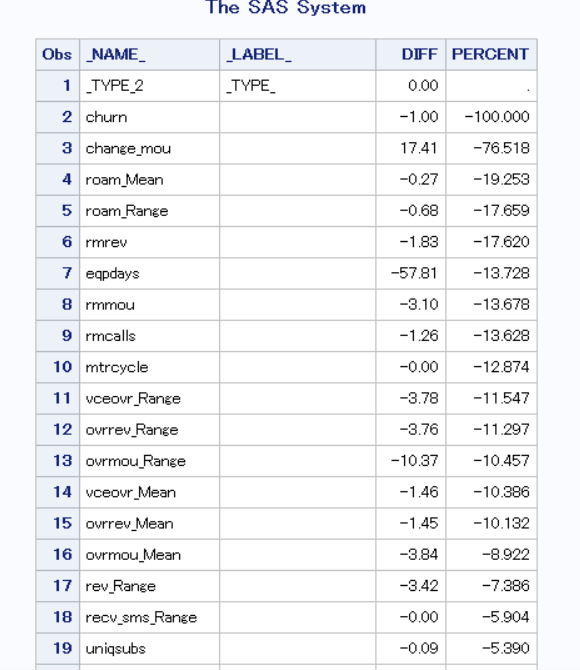 The SAS System
Obs _NAME_ _LABEL_ DIFF PERCENT
1 _TYPE_2 _TYPE_ 0.00 .
2 churn -1.00 -100.000
3 change_mou 17.41 -76.518
4 roam_Mean -0.27 -19.253
5 roam_Range -0.68 -17.659
6 rmrev -1.83 -17.620
7 eqpdays -57.81 -13.728
8 rmmou -3.10 -13.678
9 rmcalls -1.26 -13.628
10 mtrcycle -0.00 -12.874
11 vceovr_Range -3.78 -11.547
12 ovrrev_Range -3.76 -11.297
13 ovrmou_Range -10.37 -10.457
14 vceovr_Mean -1.46 -10.386
15 ovrrev_Mean -1.45 -10.132
16 ovrmou_Mean -3.84 -8.922
17 rev_Range -3.42 -7.386
18 recv_sms_Range -0.00 -5.904
19 uniqsubs -0.09 -5.390